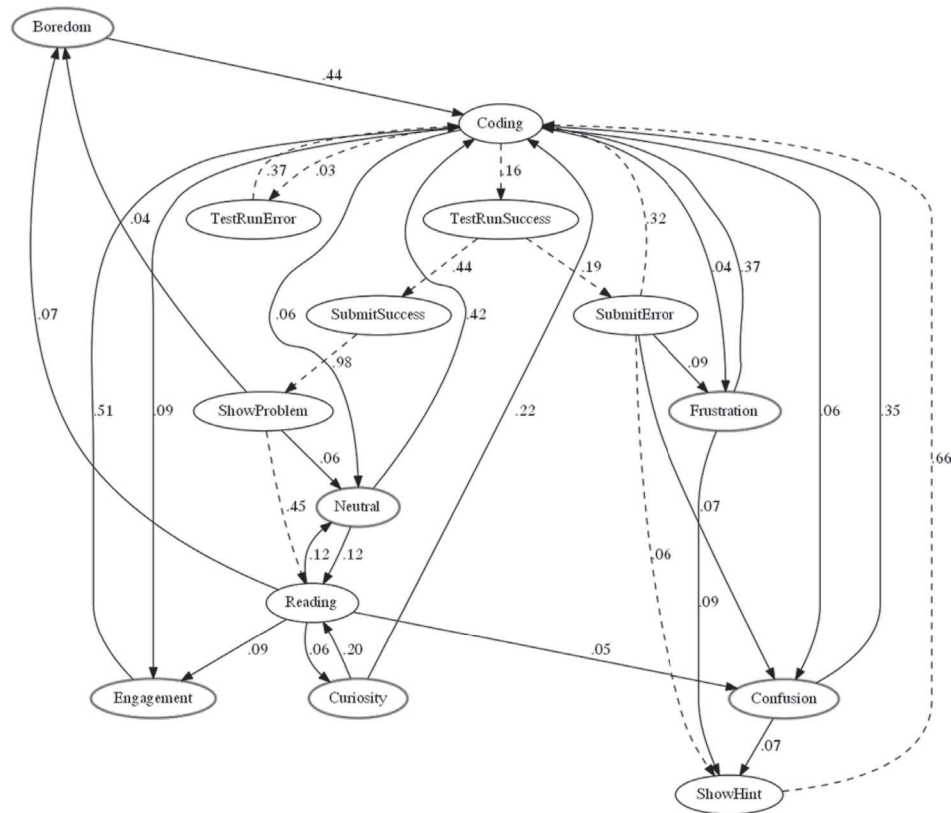 Boredom
.44
Coding
.37
.03
.16
TestRunError
TestRunSuccess
.04
.32
.44
.19
.04
.37
.07
.06
SubmitSuccess
.42
SubmitError
.98
.09
ShowProblem
.51
.09
.22
Frustration
.06
.35
.06
.66
.45
Neutral
.07
.12
.12
.06
Reading
.09
.09
.06
.20
.05
Engagement
Curiosity
Confusion
.07
ShowHint